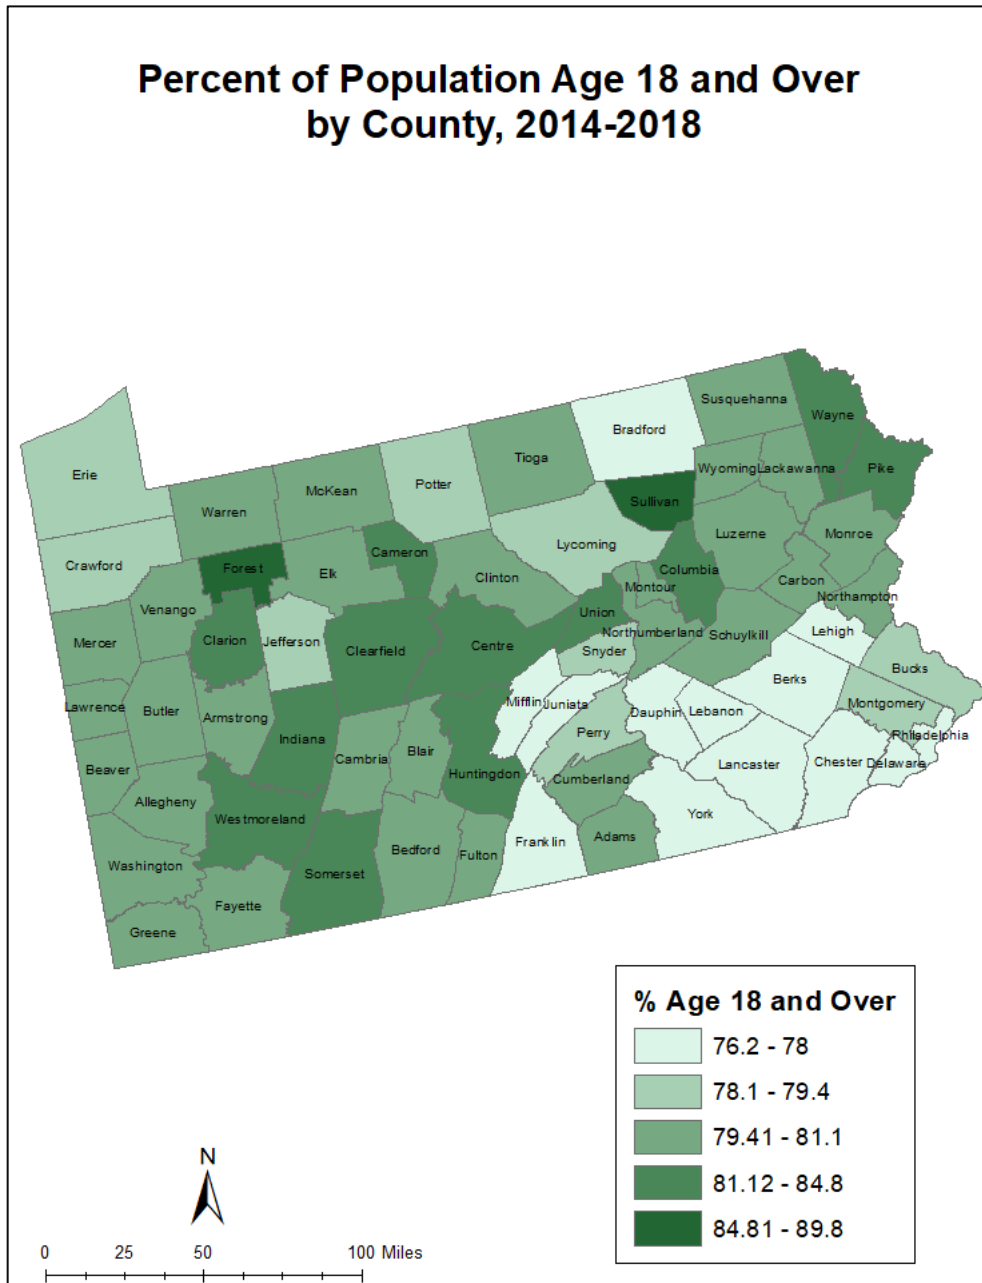 Percent of Population Age 18 and Over
by County, 2014-2018
Susquehanna
Wayne
Bradford
Tioga
Erie
Pike
Wyoming
Lackawanna
Potter
McKean
Sullivan
Warren
Luzerne
Monroe
Lycoming
Cameron
Crawford
Forest
Columbia
Elk
Clinton
Carbon
Montour
Northampton
Venango
Union
Lehigh
Northumberland
Schuylkill
Clarion
Jefferson
Mercer
Centre
Clearfield
Snyder
Bucks
Berks
Mifflin
Juniata
Montgomery
Lawrence
Butler
Armstrong
Dauphin
Lebanon
Perry
Philadelphia
Indiana
Blair
Cambria
Chester
Delaware
Lancaster
Beaver
Huntingdon
Cumberland
Allegheny
York
Westmoreland
Adams
Franklin
Bedford
Fulton
Washington
Somerset
Fayette
Greene
% Age 18 and Over
76.2 - 78
78.1 - 79.4
79.41 - 81.1
81.12 - 84.8
84.81 - 89.8
N
0 25 50 100 Miles